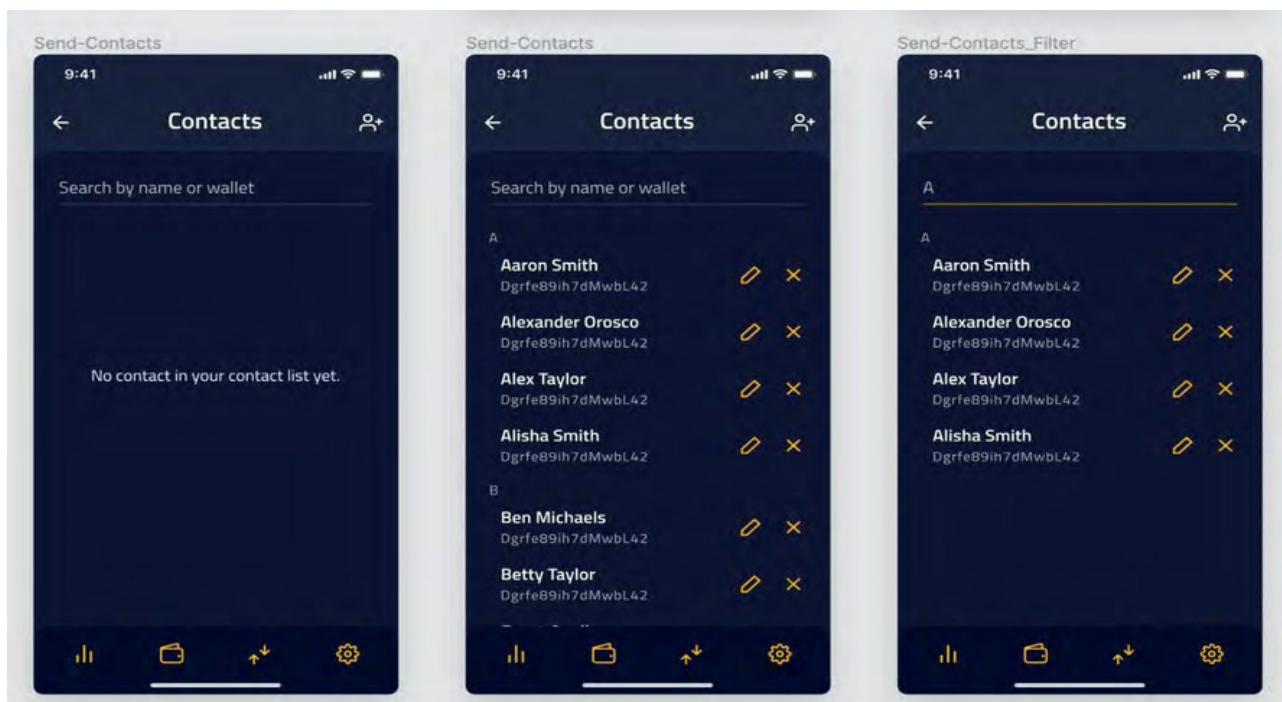 Send-Contacts
9:41
Contacts
Search by name or wallet
No contact in your contact list yet.
Send-Contacts
9:41
Contacts
Search by name or wallet
A
Aaron Smith
Dgrfe89ih7dMwbL42
Alexander Orosco
Dgrfe89ih7dMwbL42
Alex Taylor
Dgrfe89ih7dMwbL42
Alisha Smith
Dgrfe89ih7dMwbL42
B
Ben Michaels
Dgrfe89ih7dMwbL42
Betty Taylor
Dgrfe89ih7dMwbL42
Send-Contacts_Filter
9:41
Contacts
A
A
Aaron Smith
Dgrfe89ih7dMwbL42
Alexander Orosco
Dgrfe89ih7dMwbL42
Alex Taylor
Dgrfe89ih7dMwbL42
Alisha Smith
Dgrfe89ih7dMwbL42